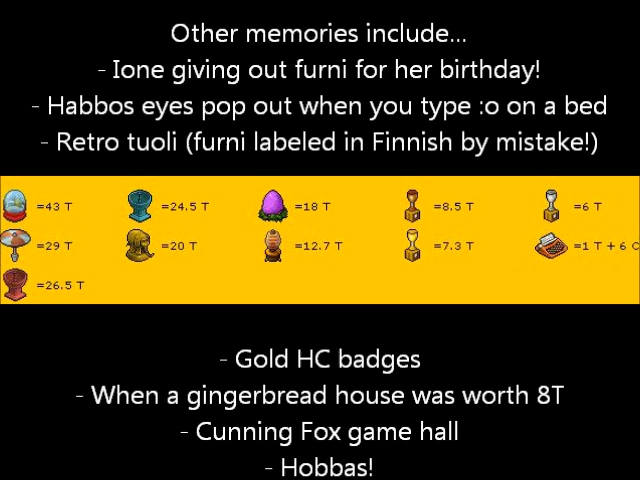 Other memories include...
- Ione giving out furni for her birthday!
- Habbos eyes pop out when you type :o on a bed
- Retro tuoli (furni labeled in Finnish by mistake!)
=43 T =24.5 T =18 T =8.5 T =6 T
=29 T =20 T =12.7 T =7.3 T =1 T + 6 C
=26.5 T
- Gold HC badges
- When a gingerbread house was worth 8T
- Cunning Fox game hall
- Hobbas!